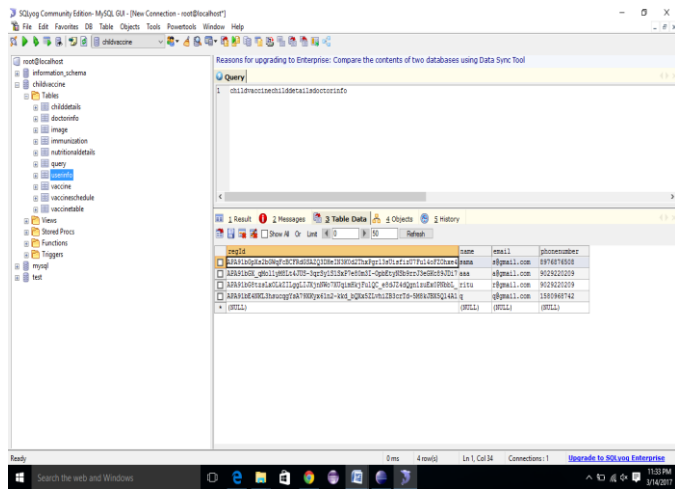 SQLyog Community Edition- MySQL GUI - [New Connection - root@localhost*]
File Edit Favorites DB Table Objects Tools Powertools Window Help
childvaccine
root@localhost
information_schema
childvaccine
Tables
childdetails
doctorinfo
image
immunization
nutritionaldetails
query
userinfo
vaccine
vaccineschedule
vaccinetable
Views
Stored Procs
Functions
Triggers
mysql
test
Reasons for upgrading to Enterprise: Compare the contents of two databases using Data Sync Tool
Query
1 childvaccinechilddetailsdoctorinfo
1 Result 2 Messages 3 Table Data 4 Objects 5 History
Show All Or Limit 0 50 Refresh
regId name email phonenumber
8976876508
aaa a@gmail.com 9029220209
ritu r@gmail.com 9029220209
q q@gmail.com 1580968742
(NULL) (NULL) (NULL) (NULL)
Ready 0 ms 4 row(s) Ln 1, Col 34 Connections : 1 Upgrade to SQLyog Enterprise
Search the web and Windows
11:33 PM
3/14/2017